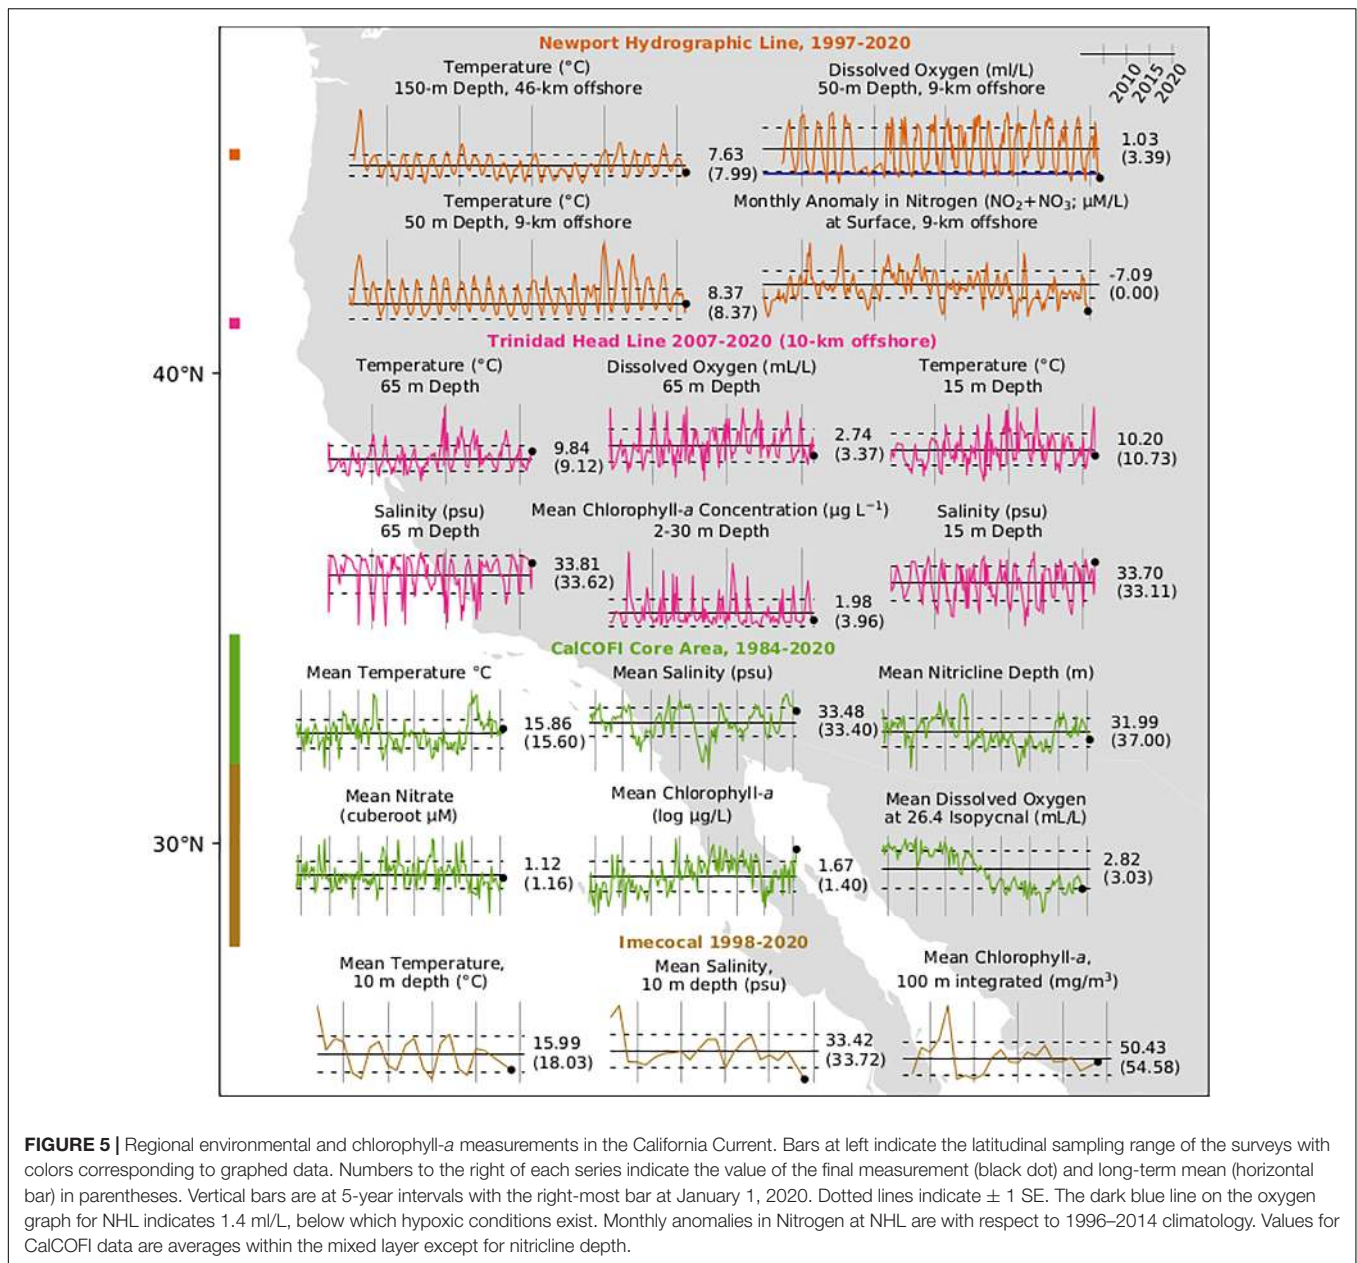 Newport Hydrographic Line, 1997-2020
Temperature (°C)
150-m Depth, 46-km offshore
7.63
(7.99)
Dissolved Oxygen (ml/L)
50-m Depth, 9-km offshore
2010
2015
2020
1.03
(3.39)
Temperature (°C)
50 m Depth, 9-km offshore
8.37
(8.37)
Monthly Anomaly in Nitrogen (NO₂+NO₃; μM/L)
at Surface, 9-km offshore
-7.09
(0.00)
Trinidad Head Line 2007-2020 (10-km offshore)
40°N
Temperature (°C)
65 m Depth
9.84
(9.12)
Dissolved Oxygen (mL/L)
65 m Depth
2.74
(3.37)
Temperature (°C)
15 m Depth
10.20
(10.73)
Salinity (psu)
65 m Depth
33.81
(33.62)
Mean Chlorophyll-a Concentration (μg L⁻¹)
2-30 m Depth
1.98
(3.96)
Salinity (psu)
15 m Depth
33.70
(33.11)
CalCOFI Core Area, 1984-2020
Mean Temperature °C
15.86
(15.60)
Mean Salinity (psu)
33.48
(33.40)
Mean Nitricline Depth (m)
31.99
(37.00)
30°N
Mean Nitrate
(cuberoot μM)
1.12
(1.16)
Mean Chlorophyll-a
(log μg/L)
1.67
(1.40)
Mean Dissolved Oxygen
at 26.4 Isopycnal (mL/L)
2.82
(3.03)
Imecocal 1998-2020
Mean Temperature,
10 m depth (°C)
15.99
(18.03)
Mean Salinity,
10 m depth (psu)
33.42
(33.72)
Mean Chlorophyll-a,
100 m integrated (mg/m³)
50.43
(54.58)
FIGURE 5 | Regional environmental and chlorophyll-a measurements in the California Current. Bars at left indicate the latitudinal sampling range of the surveys with
colors corresponding to graphed data. Numbers to the right of each series indicate the value of the final measurement (black dot) and long-term mean (horizontal
bar) in parentheses. Vertical bars are at 5-year intervals with the right-most bar at January 1, 2020. Dotted lines indicate ± 1 SE. The dark blue line on the oxygen
graph for NHL indicates 1.4 ml/L, below which hypoxic conditions exist. Monthly anomalies in Nitrogen at NHL are with respect to 1996–2014 climatology. Values for
CalCOFI data are averages within the mixed layer except for nitricline depth.